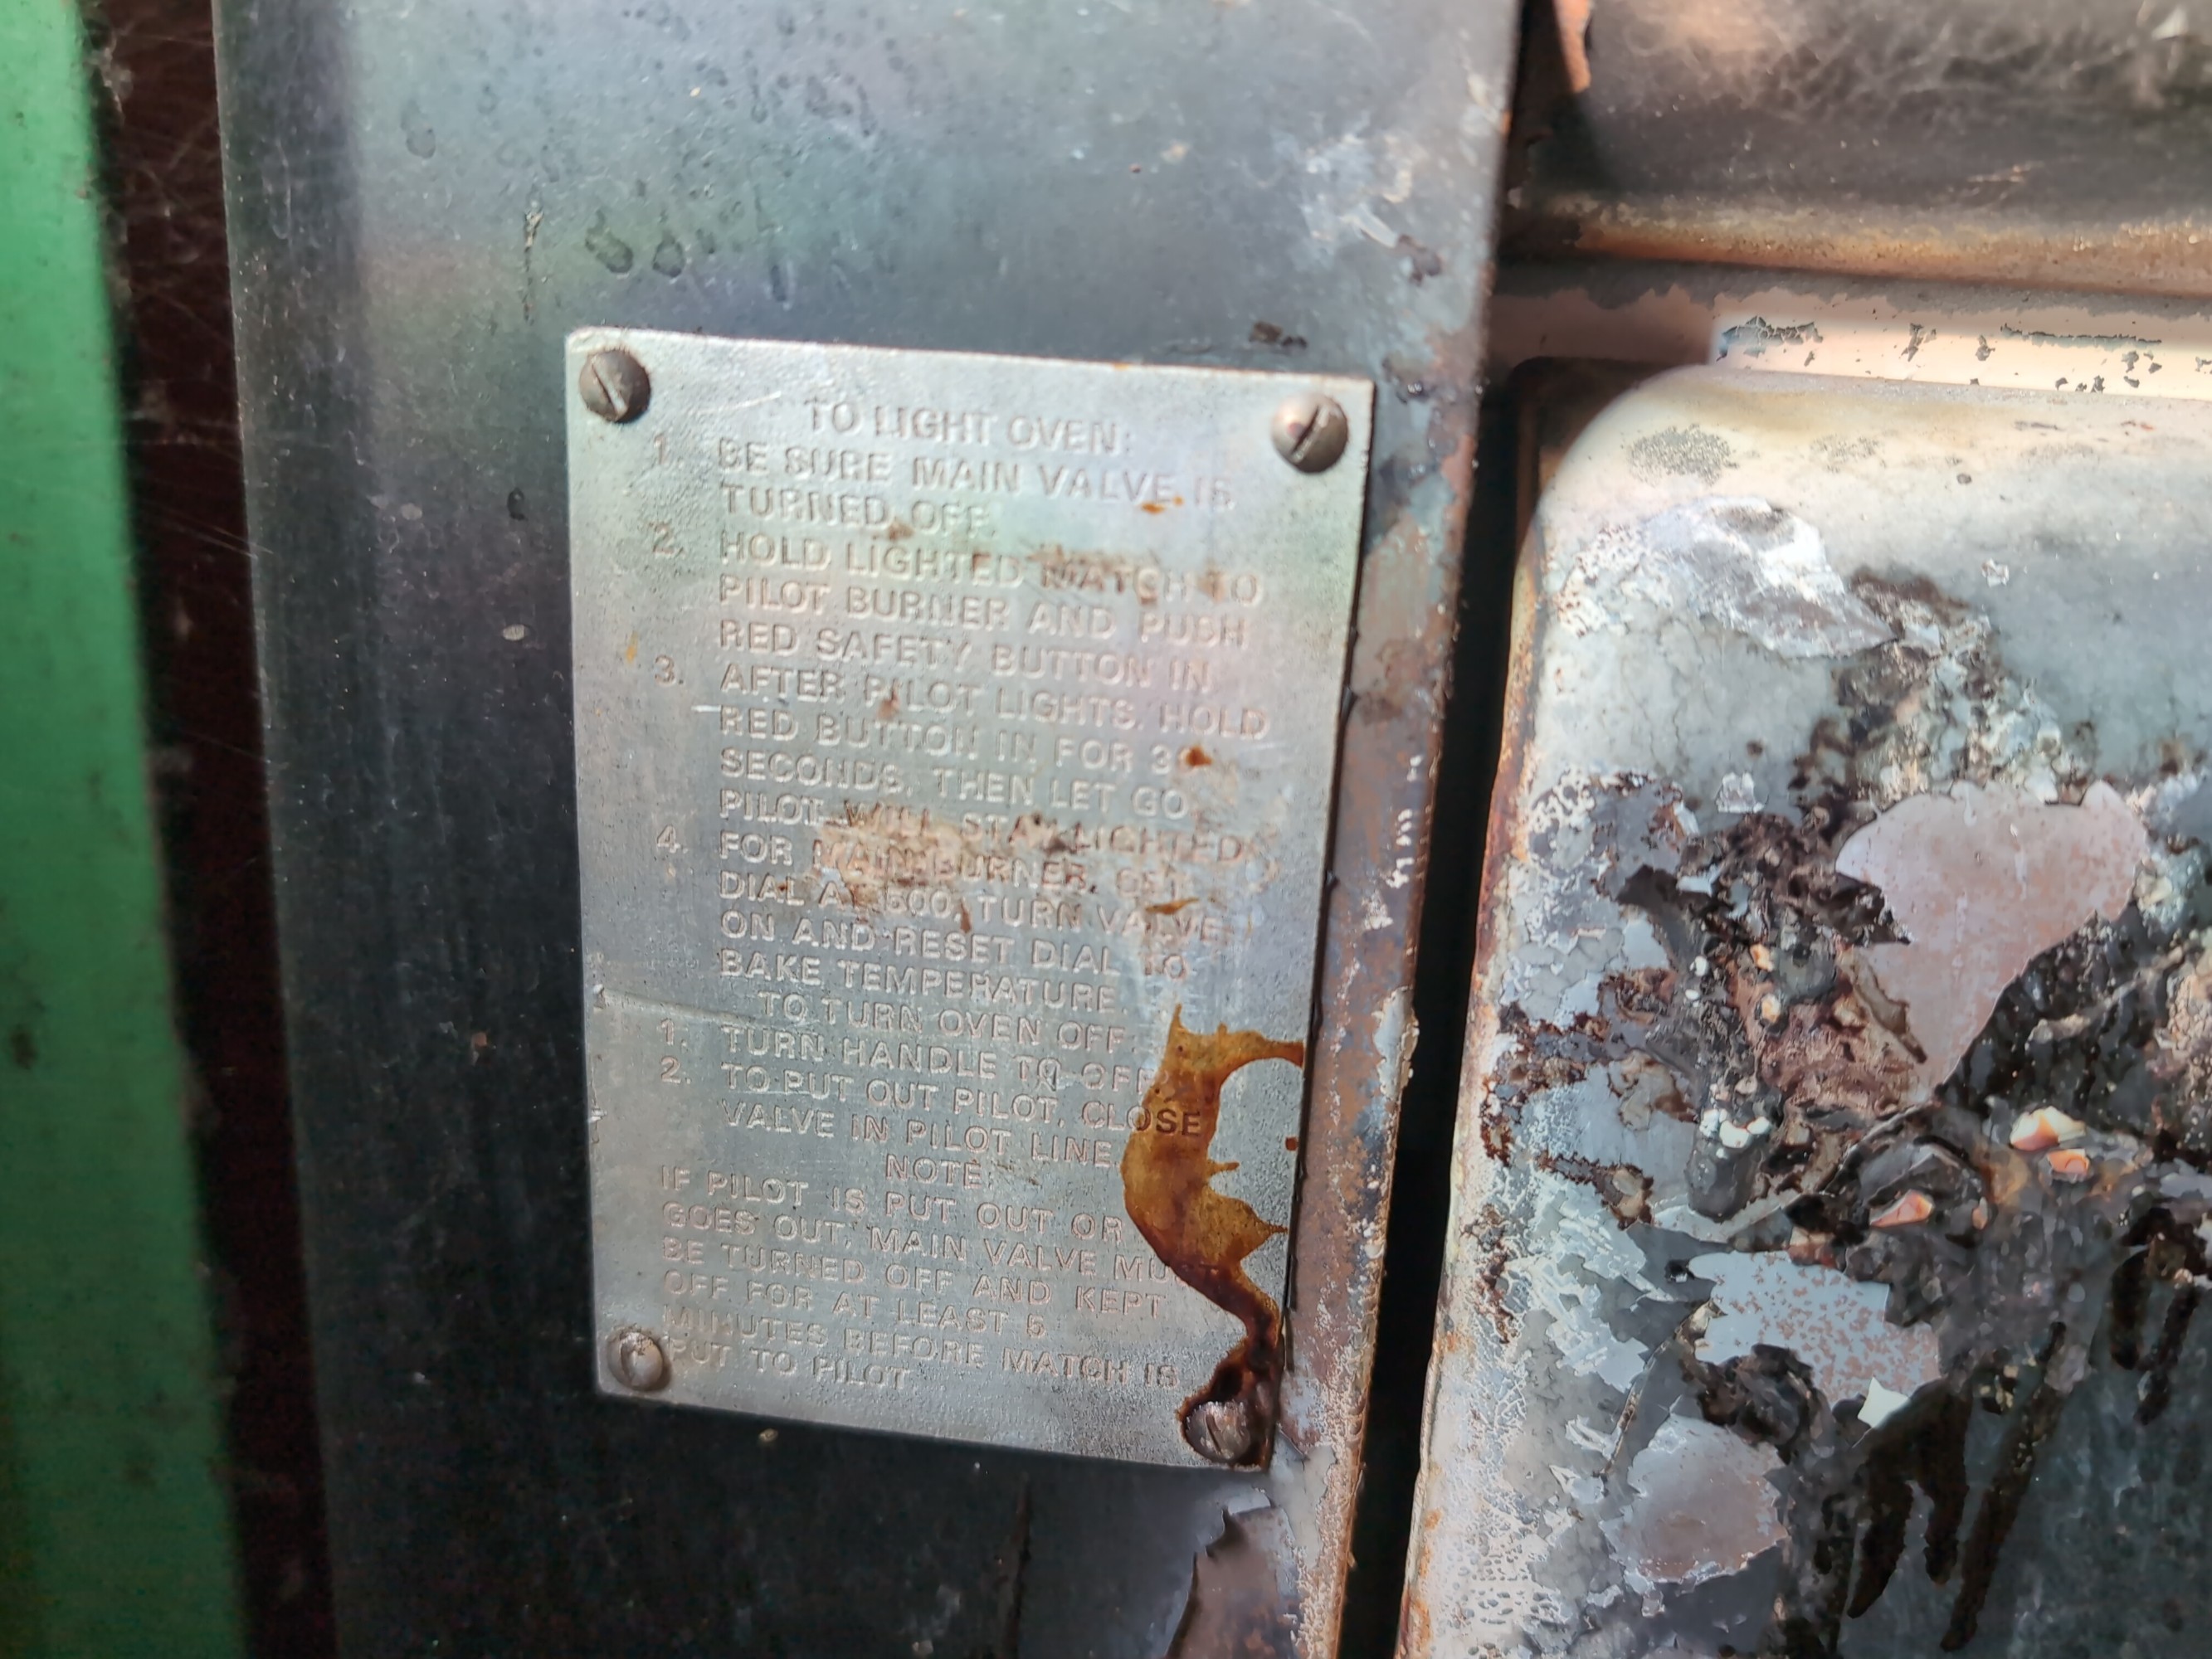 TO LIGHT OVEN:
1. BE SURE MAIN VALVE IS
TURNED OFF.
2. HOLD LIGHTED MATCH TO
PILOT BURNER AND PUSH
RED SAFETY BUTTON IN
3. AFTER PILOT LIGHTS, HOLD
RED BUTTON IN FOR
SECONDS, THEN LET GO
PILOT WILL STAY LIGHTED
4. FOR MAIN BURNER, SET
DIAL AT 500, TURN VALVE
ON AND RESET DIAL TO
BAKE TEMPERATURE.
TO TURN OVEN OFF:
1. TURN HANDLE TO OFF
2. TO PUT OUT PILOT, CLOSE
VALVE IN PILOT LINE
NOTE:
IF PILOT IS PUT OUT OR
GOES OUT, MAIN VALVE MU
BE TURNED OFF AND KEPT
OFF FOR AT LEAST 5
MINUTES BEFORE MATCH IS
PUT TO PILOT